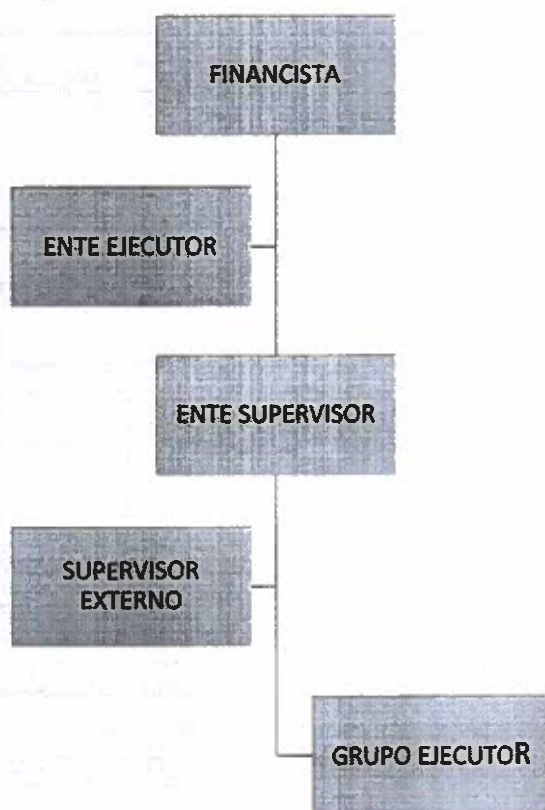 FINANCISTA
ENTE EJECUTOR
ENTE SUPERVISOR
SUPERVISOR
EXTERNO
GRUPO EJECUTOR